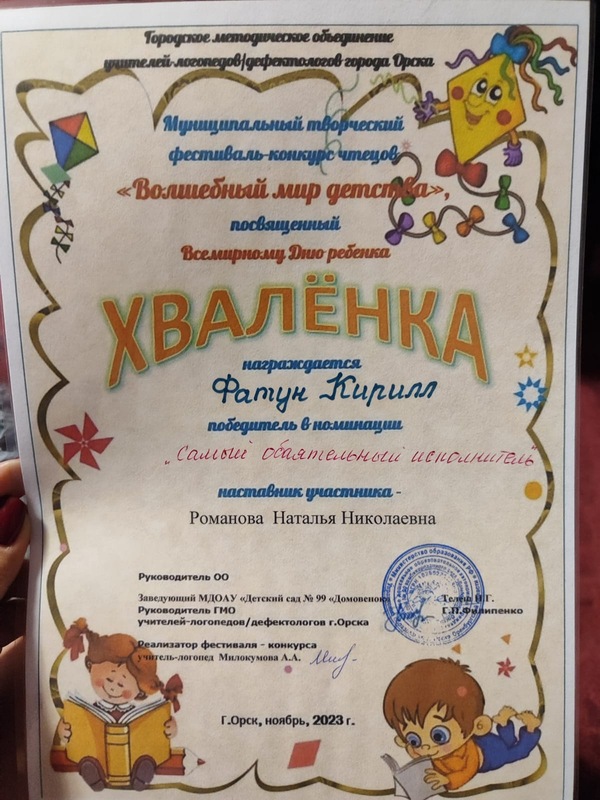 Городское методическое объединение
учителей-логопедов/дефектологов города Орска
Муниципальный творческий
фестиваль-конкурс чтецов
«Волшебный мир детства»,
посвященный
Всемирному Дню ребенка
ХВАЛЁНКА
награждается
Фатун Кирилл
победитель в номинации
„Самый обаятельный исполнитель"
наставник участника -
Романова Наталья Николаевна
Руководитель ОО
Заведующий МДОАУ «Детский сад № 99 «Домовенок» Телеш Н.Г.
Руководитель ГМО Г.П.Филипенко
учителей-логопедов/дефектологов г.Орска
Реализатор фестиваля - конкурса
учитель-логопед Милокумова А.А.
Г.Орск, ноябрь, 2023 г.